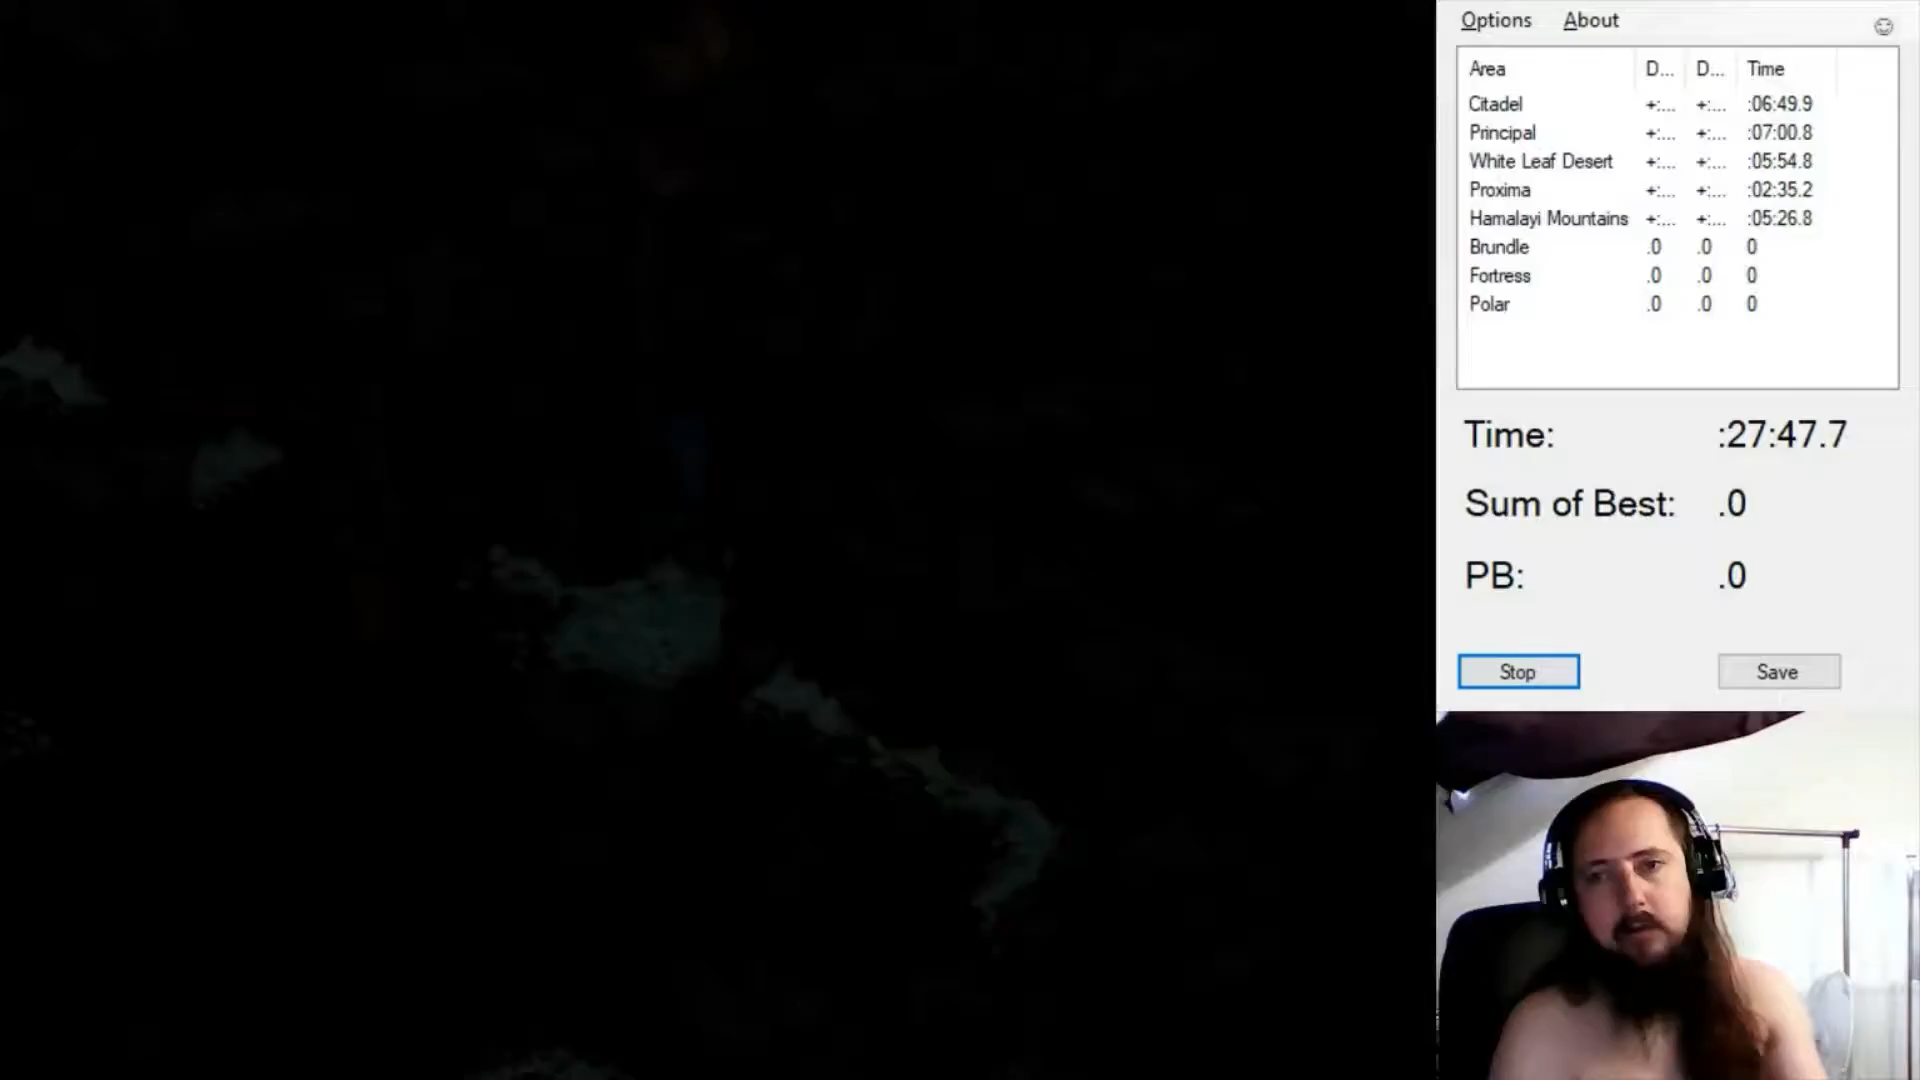 Options About
Area D... D... Time
Citadel +:... +:... :06:49.9
Principal +:... +:... :07:00.8
White Leaf Desert +:... +:... :05:54.8
Proxima +:... +:... :02:35.2
Hamalayi Mountains +:... +:... :05:26.8
Brundle .0 .0 0
Fortress .0 .0 0
Polar .0 .0 0
Time: :27:47.7
Sum of Best: .0
PB: .0
Stop Save